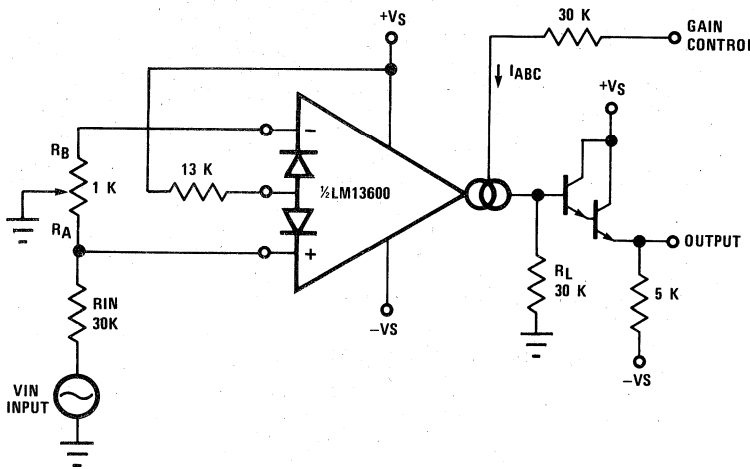 +VS
30 K
GAIN
CONTROL
IABC
+VS
RB
−
13 K
1 K
½LM13600
RA
+
OUTPUT
RIN
30K
RL
30 K
5 K
−VS
−VS
VIN
INPUT